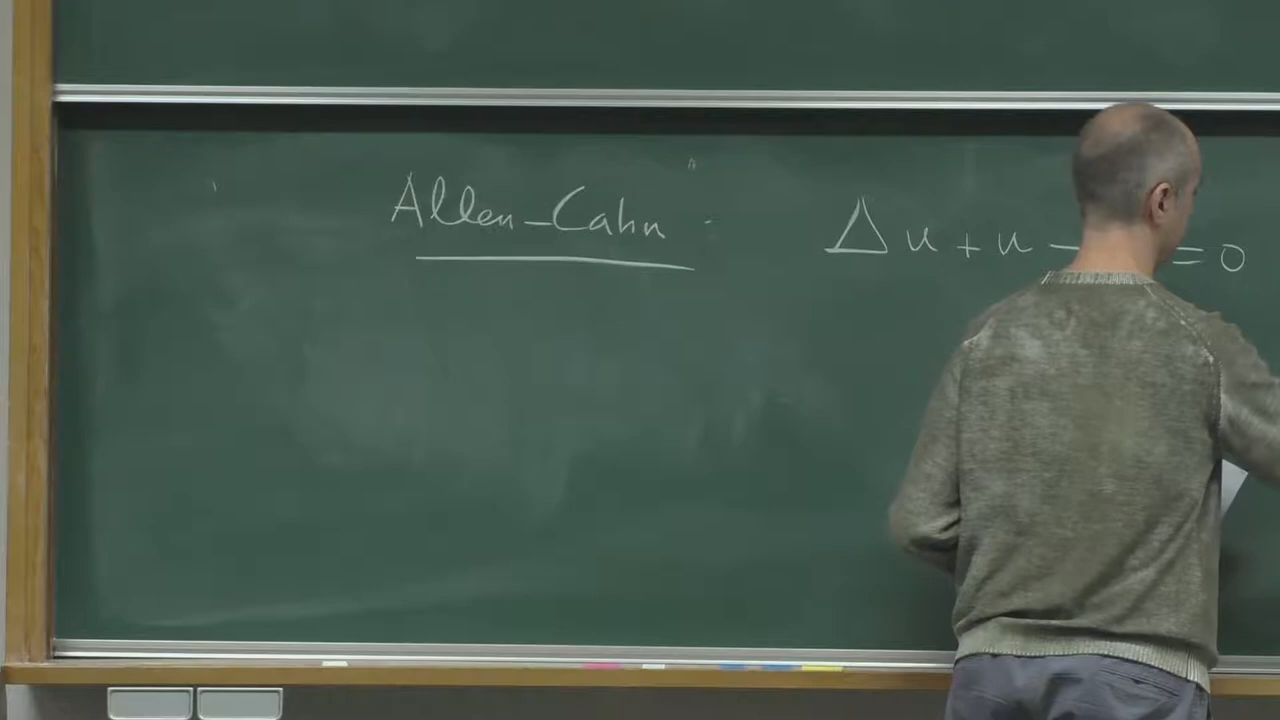 Allen-Cahn : Δu + u - = 0